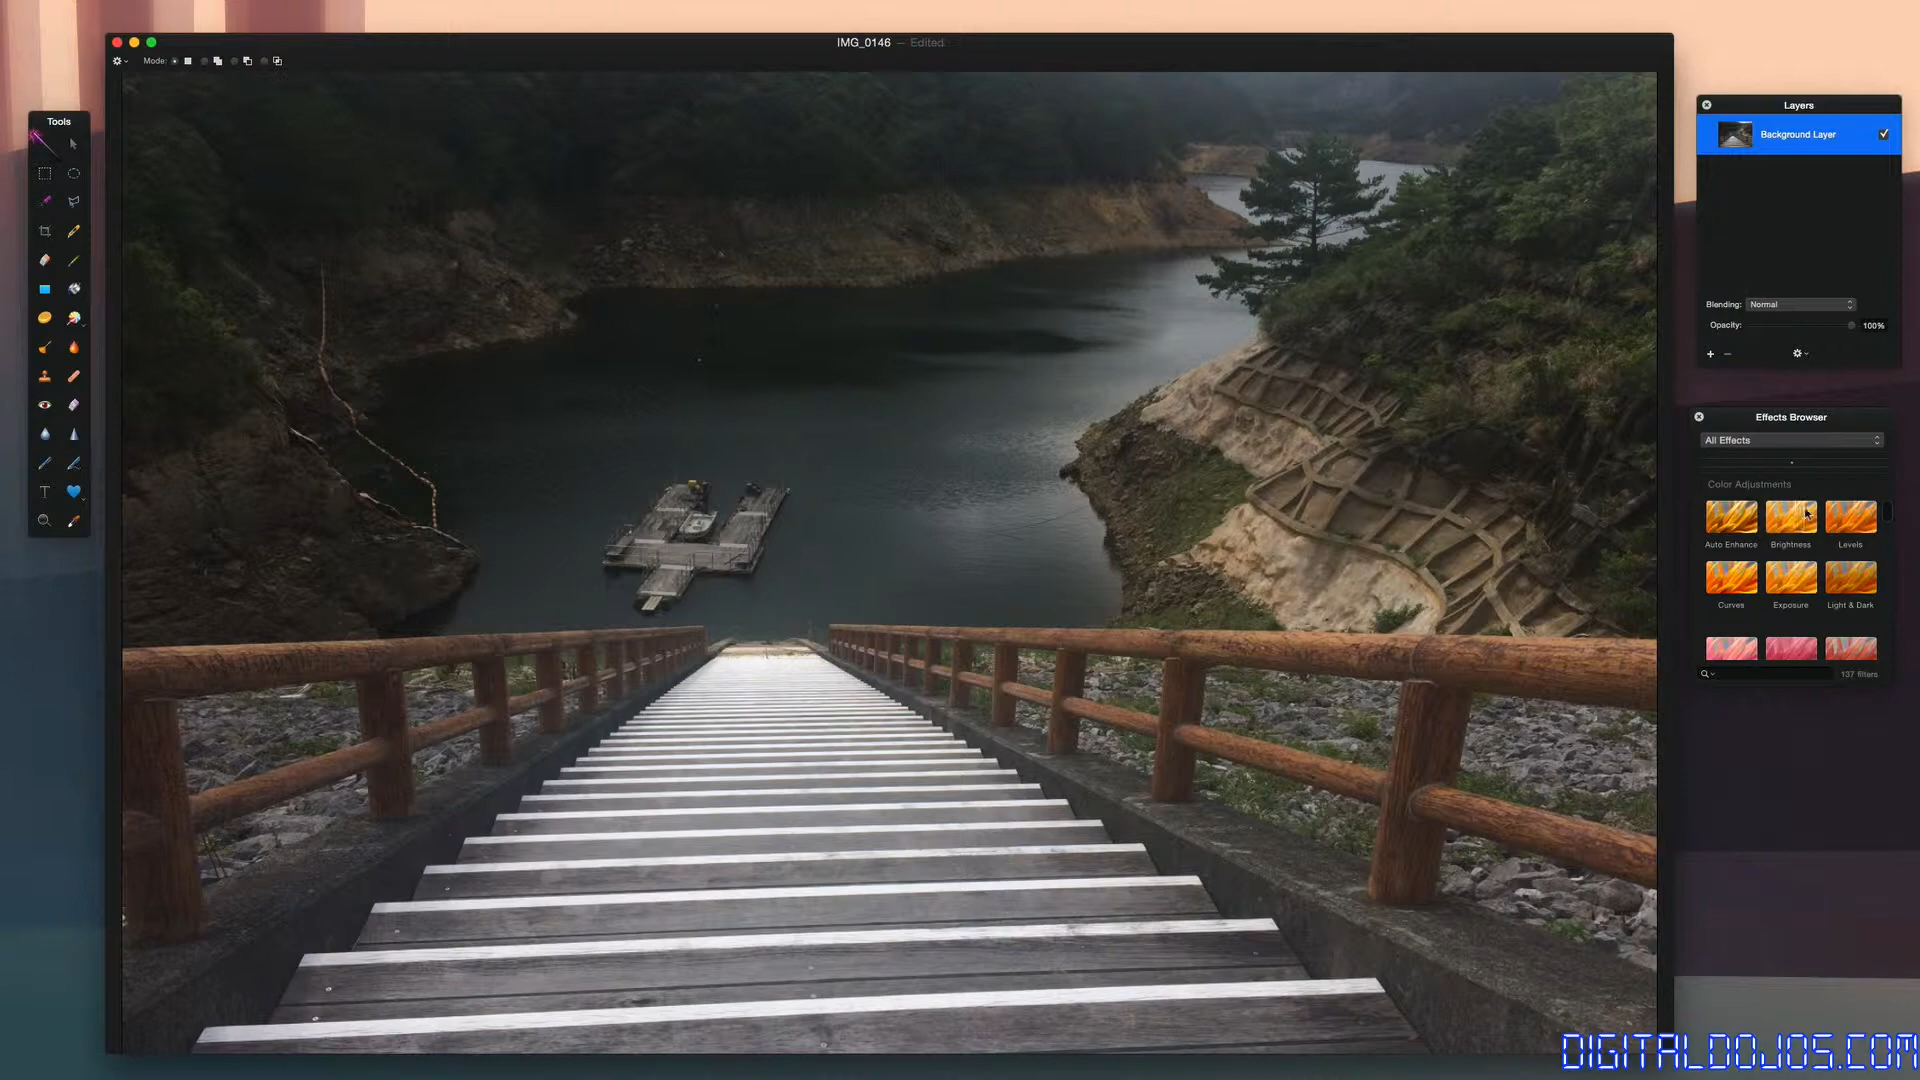 IMG_0146 — Edited
Mode:
Tools
Layers
Background Layer
Blending: Normal
Opacity: 100%
Effects Browser
All Effects
Color Adjustments
Auto Enhance Brightness Levels
Curves Exposure Light & Dark
137 filters
DIGITALDOJOS.COM